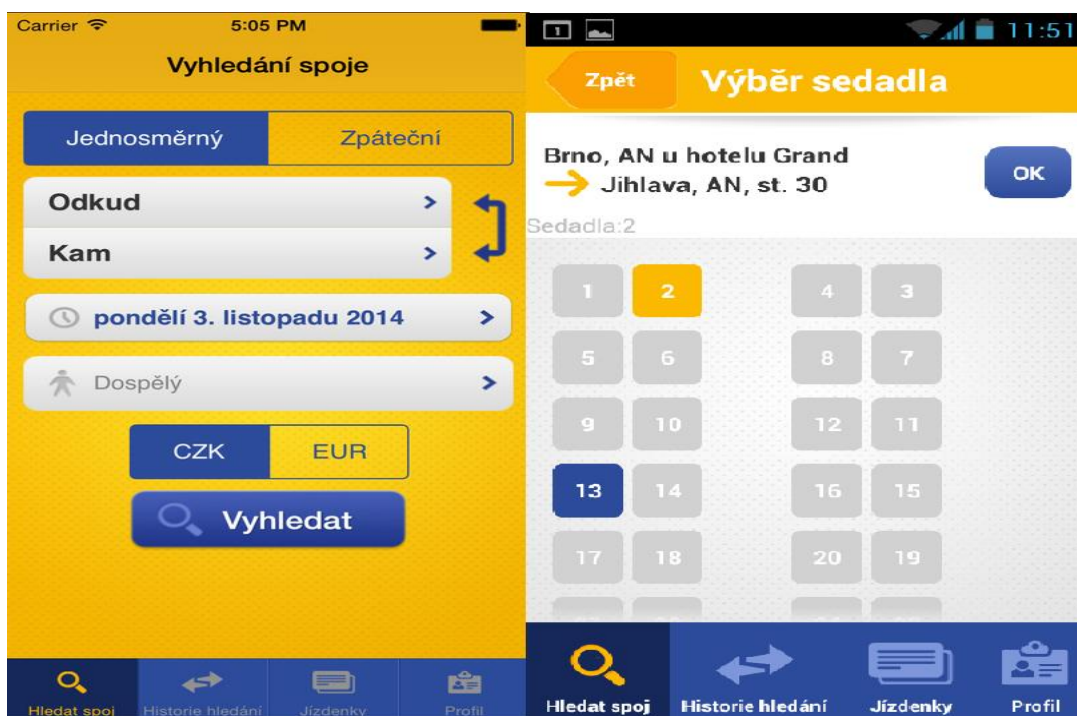 Carrier 5:05 PM
Vyhledání spoje
Jednosměrný Zpáteční
Odkud
Kam
pondělí 3. listopadu 2014
Dospělý
CZK EUR
Vyhledat
Hledat spoj Historie hledání Jízdenky Profil
1 11:51
Zpět Výběr sedadla
Brno, AN u hotelu Grand
Jihlava, AN, st. 30
OK
Sedadla:2
1 2 4 3
5 6 8 7
9 10 12 11
13 14 16 15
17 18 20 19
Hledat spoj Historie hledání Jízdenky Profil